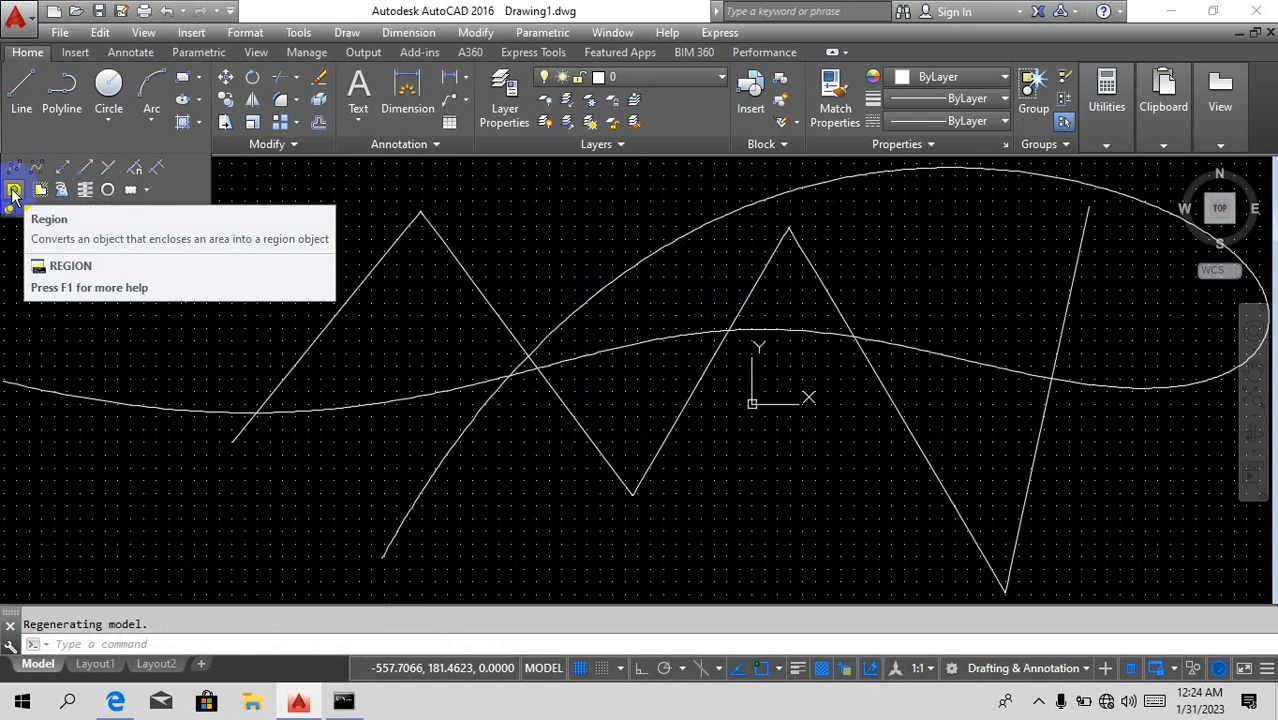 Autodesk AutoCAD 2016 Drawing1.dwg
Type a keyword or phrase
Sign In
File Edit View Insert Format Tools Draw Dimension Modify Parametric Window Help Express
Home Insert Annotate Parametric View Manage Output Add-ins A360 Express Tools Featured Apps BIM 360 Performance
0
ByLayer
Line Polyline Circle Arc
Text Dimension
Layer
Properties
Insert
Match
Properties
ByLayer
ByLayer
Group
Utilities Clipboard View
Modify Annotation Layers Block Properties Groups
Region
Converts an object that encloses an area into a region object
REGION
Press F1 for more help
N
W TOP E
S
WCS
Y
X
Regenerating model.
Type a command
Model Layout1 Layout2
-557.7066, 181.4623, 0.0000 MODEL
1:1
Drafting & Annotation
12:24 AM
1/31/2023